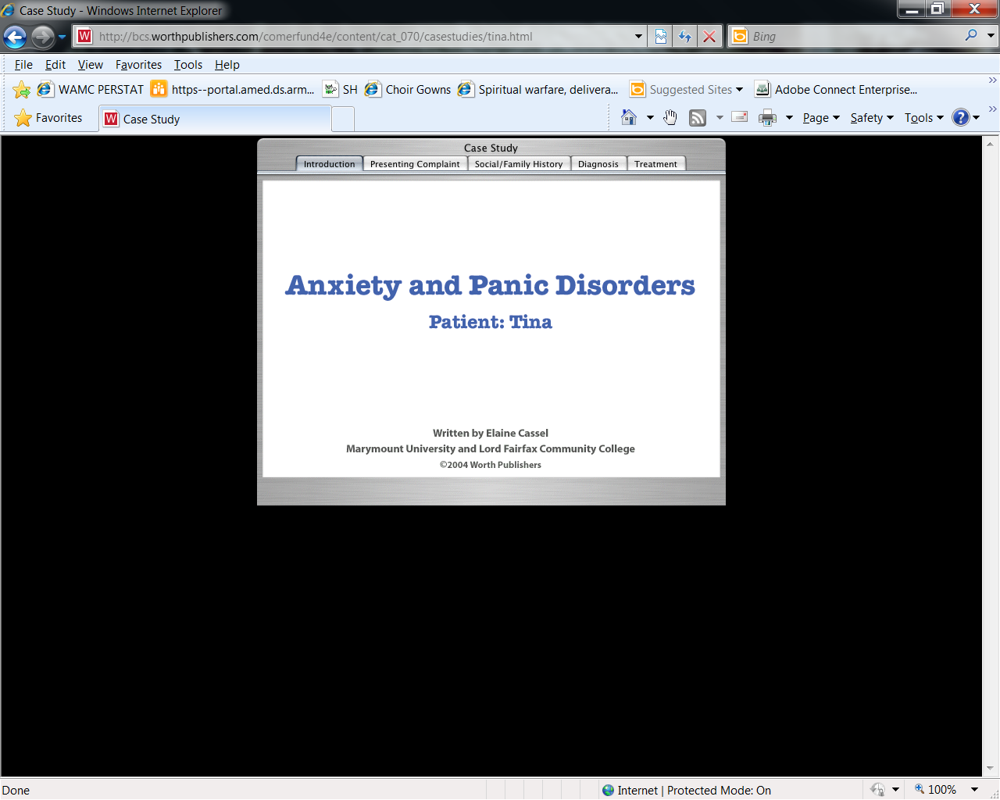 Case Study - Windows Internet Explorer
http://bcs.worthpublishers.com/comerfund4e/content/cat_070/casestudies/tina.html
Bing
File Edit View Favorites Tools Help
WAMC PERSTAT https--portal.amed.ds.arm... SH Choir Gowns Spiritual warfare, delivera... Suggested Sites Adobe Connect Enterprise...
Favorites W Case Study Page Safety Tools
Case Study
Introduction Presenting Complaint Social/Family History Diagnosis Treatment
Anxiety and Panic Disorders
Patient: Tina
Written by Elaine Cassel
Marymount University and Lord Fairfax Community College
©2004 Worth Publishers
Done Internet | Protected Mode: On 100%